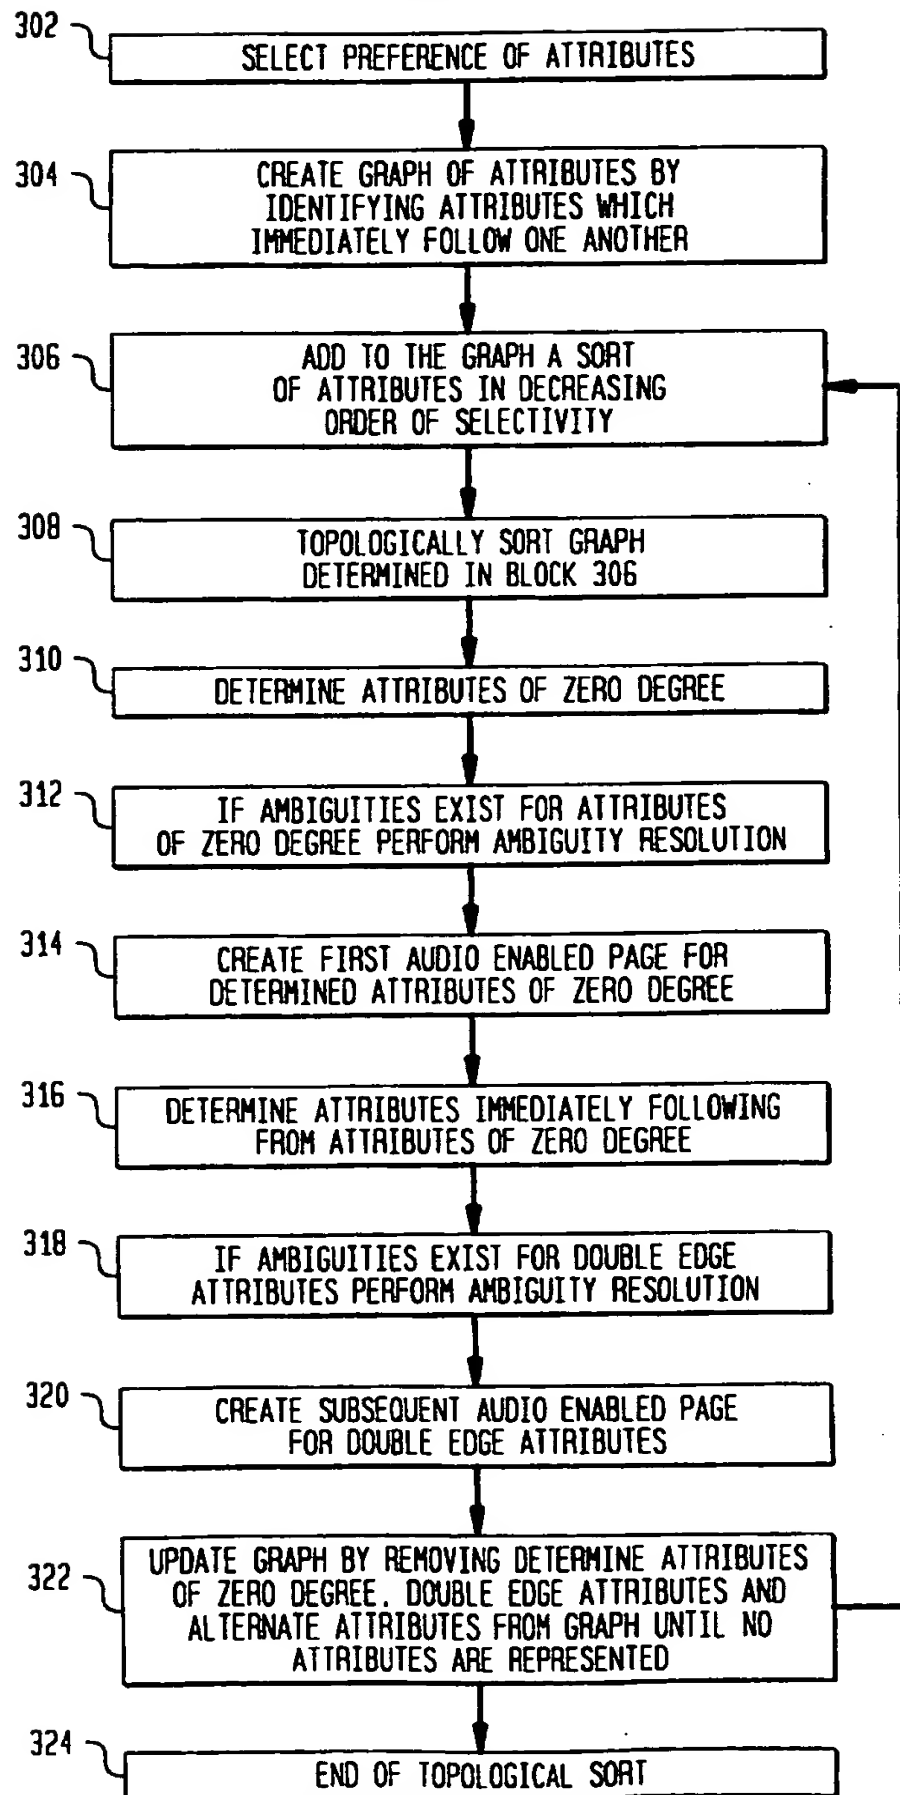 302
SELECT PREFERENCE OF ATTRIBUTES
304
CREATE GRAPH OF ATTRIBUTES BY
IDENTIFYING ATTRIBUTES WHICH
IMMEDIATELY FOLLOW ONE ANOTHER
306
ADD TO THE GRAPH A SORT
OF ATTRIBUTES IN DECREASING
ORDER OF SELECTIVITY
308
TOPOLOGICALLY SORT GRAPH
DETERMINED IN BLOCK 306
310
DETERMINE ATTRIBUTES OF ZERO DEGREE
312
IF AMBIGUITIES EXIST FOR ATTRIBUTES
OF ZERO DEGREE PERFORM AMBIGUITY RESOLUTION
314
CREATE FIRST AUDIO ENABLED PAGE FOR
DETERMINED ATTRIBUTES OF ZERO DEGREE
316
DETERMINE ATTRIBUTES IMMEDIATELY FOLLOWING
FROM ATTRIBUTES OF ZERO DEGREE
318
IF AMBIGUITIES EXIST FOR DOUBLE EDGE
ATTRIBUTES PERFORM AMBIGUITY RESOLUTION
320
CREATE SUBSEQUENT AUDIO ENABLED PAGE
FOR DOUBLE EDGE ATTRIBUTES
322
UPDATE GRAPH BY REMOVING DETERMINE ATTRIBUTES
OF ZERO DEGREE. DOUBLE EDGE ATTRIBUTES AND
ALTERNATE ATTRIBUTES FROM GRAPH UNTIL NO
ATTRIBUTES ARE REPRESENTED
324
END OF TOPOLOGICAL SORT